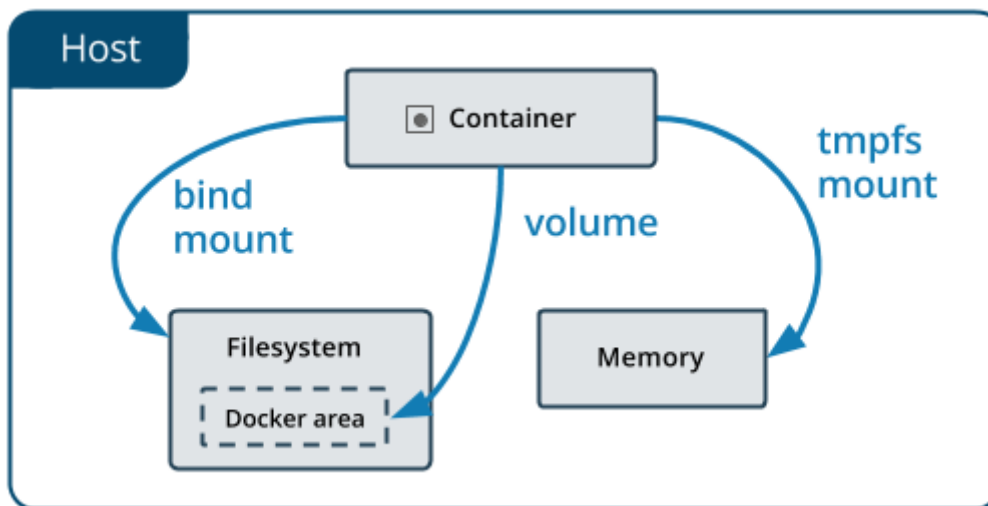 Host
Container
bind
mount
volume
tmpfs
mount
Filesystem
Docker area
Memory